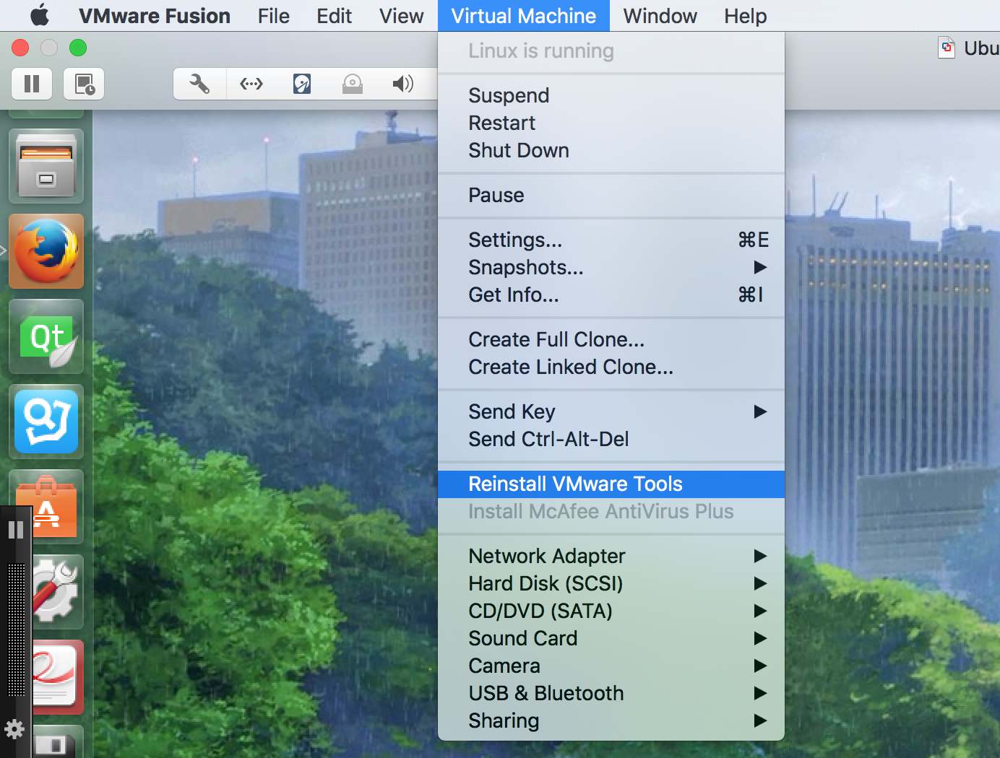 VMware Fusion File Edit View Virtual Machine Window Help
Linux is running
Ubu
Suspend
Restart
Shut Down
Pause
Settings... ⌘E
Snapshots...
Get Info... ⌘I
Create Full Clone...
Create Linked Clone...
Qt
Send Key
Send Ctrl-Alt-Del
Reinstall VMware Tools
Install McAfee AntiVirus Plus
A
Network Adapter
Hard Disk (SCSI)
CD/DVD (SATA)
Sound Card
Camera
USB & Bluetooth
Sharing